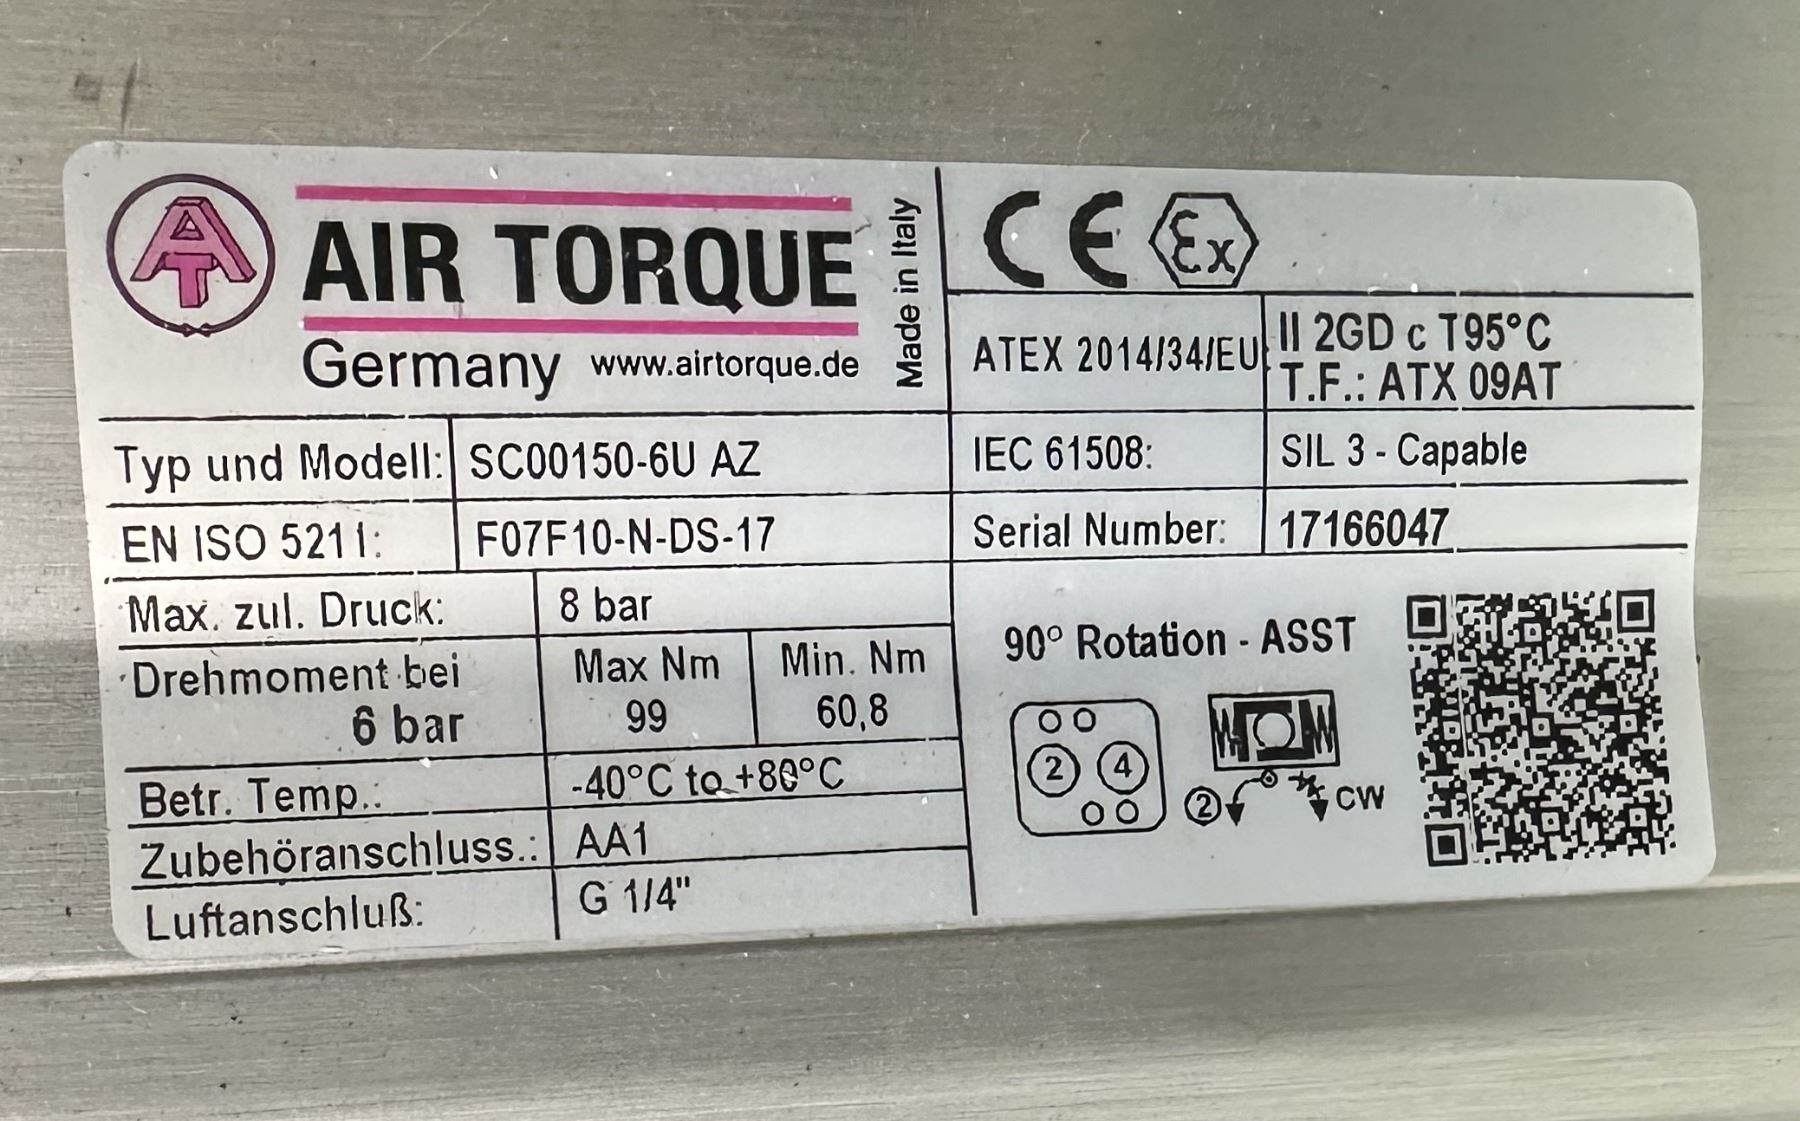 AT
AIR TORQUE
Germany www.airtorque.de
Made in Italy
CE Ex
ATEX 2014/34/EU
II 2GD c T95°C
T.F.: ATX 09AT
Typ und Modell: SC00150-6U AZ
IEC 61508: SIL 3 - Capable
EN ISO 5211: F07F10-N-DS-17
Serial Number: 17166047
Max. zul. Druck: 8 bar
Drehmoment bei 6 bar
Max Nm Min. Nm
99 60,8
Betr. Temp.: -40°C to +80°C
Zubehöranschluss.: AA1
Luftanschluß: G 1/4"
90° Rotation - ASST
2 4
2 CW